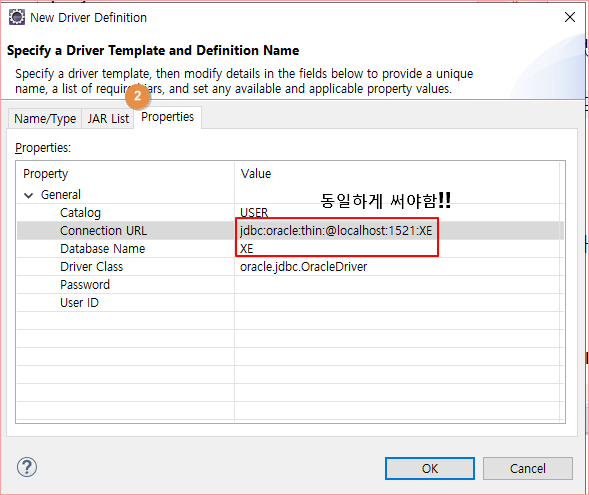 New Driver Definition
Specify a Driver Template and Definition Name
Specify a driver template, then modify details in the fields below to provide a unique
name, a list of required jars, and set any available and applicable property values.
2
Name/Type JAR List Properties
Properties:
Property Value
동일하게 써야함!!
General
Catalog USER
Connection URL jdbc:oracle:thin:@localhost:1521:XE
Database Name XE
Driver Class oracle.jdbc.OracleDriver
Password
User ID
? OK Cancel